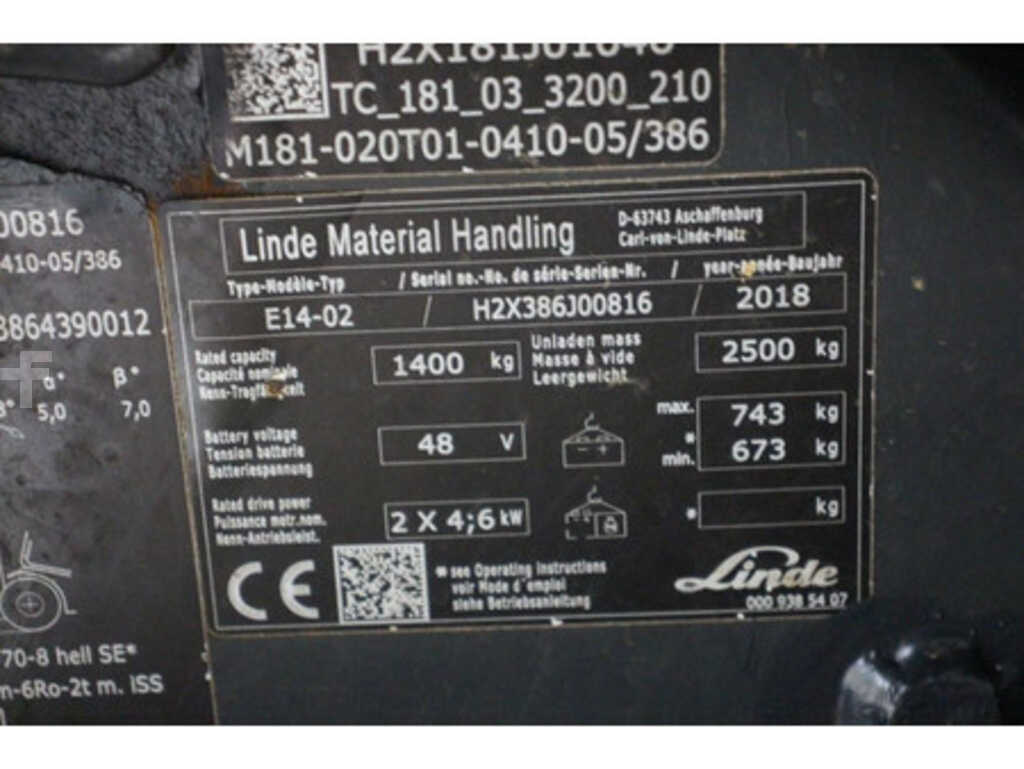 H2X181J01040
TC_181_03_3200_210
M181-020T01-0410-05/386
00816
410-05/386
3864390012
α° β°
5,0 7,0
70-8 hell SE*
n-6Ro-2t m. ISS
Linde Material Handling
D-63743 Aschaffenburg
Carl-von-Linde-Platz
Type-Modèle-Typ / Serial no.-No. de série-Serien-Nr. / year-année-Baujahr
E14-02 / H2X386J00816 / 2018
Rated capacity
Capacité nominale
Nenn-Tragfähigkeit
1400 kg
Unladen mass
Masse à vide
Leergewicht
2500 kg
Battery voltage
Tension batterie
Batteriespannung
48 V
- +
max. 743 kg
*
min. 673 kg
Rated drive power
Puissance motr.nom.
Nenn-Antriebsleist.
2 X 4;6 kW
* kg
CE
* see Operating instructions
voir Mode d'emploi
siehe Betriebsanleitung
Linde
000 938 54 07